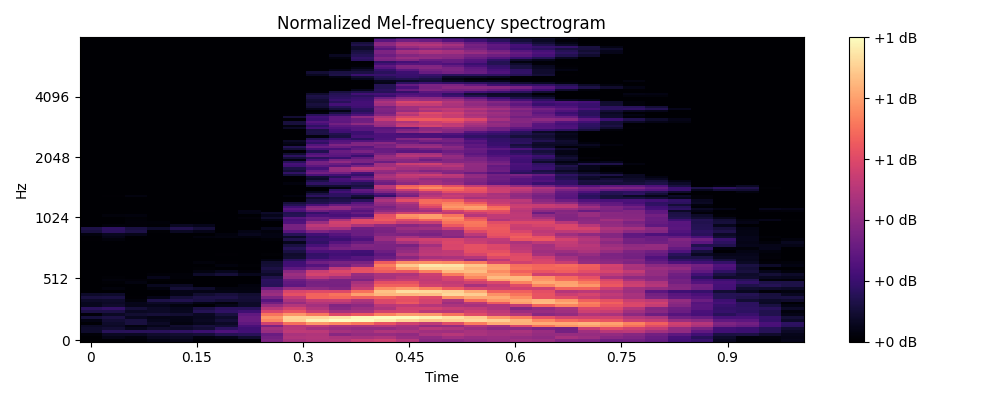 Normalized Mel-frequency spectrogram
Hz
4096
2048
1024
512
0
0 0.15 0.3 0.45 0.6 0.75 0.9
Time
+1 dB
+1 dB
+1 dB
+0 dB
+0 dB
+0 dB